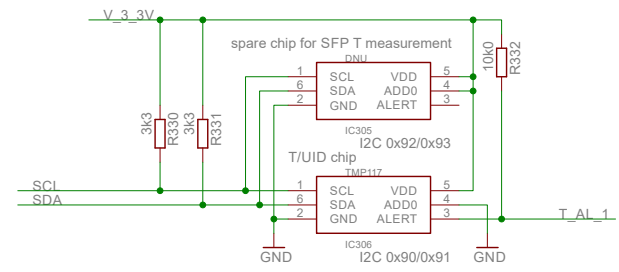 V_3_3V
spare chip for SFP T measurement
DNU
1 SCL VDD 5
6 SDA ADD0 4
2 GND ALERT 3
IC305
I2C 0x92/0x93
10k0
R332
3k3
R330
3k3
R331
T/UID chip
TMP117
SCL
SDA
1 SCL VDD 5
6 SDA ADD0 4
2 GND ALERT 3
T_AL_1
IC306
I2C 0x90/0x91
GND
GND